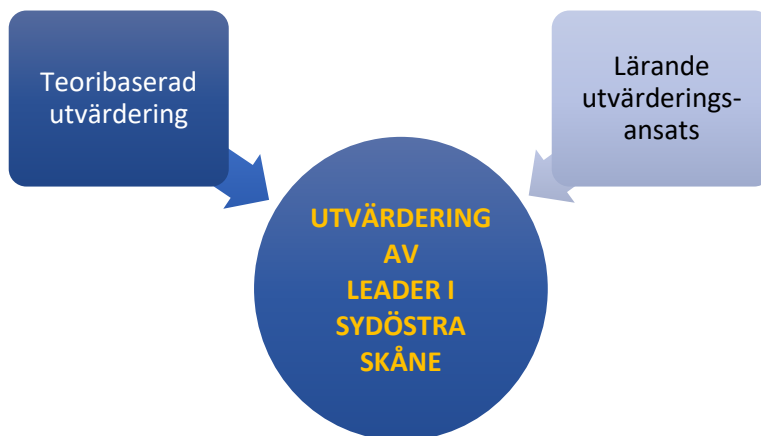 Teoribaserad
utvärdering
Lärande
utvärderings-
ansats
UTVÄRDERING
AV
LEADER I
SYDÖSTRA
SKÅNE